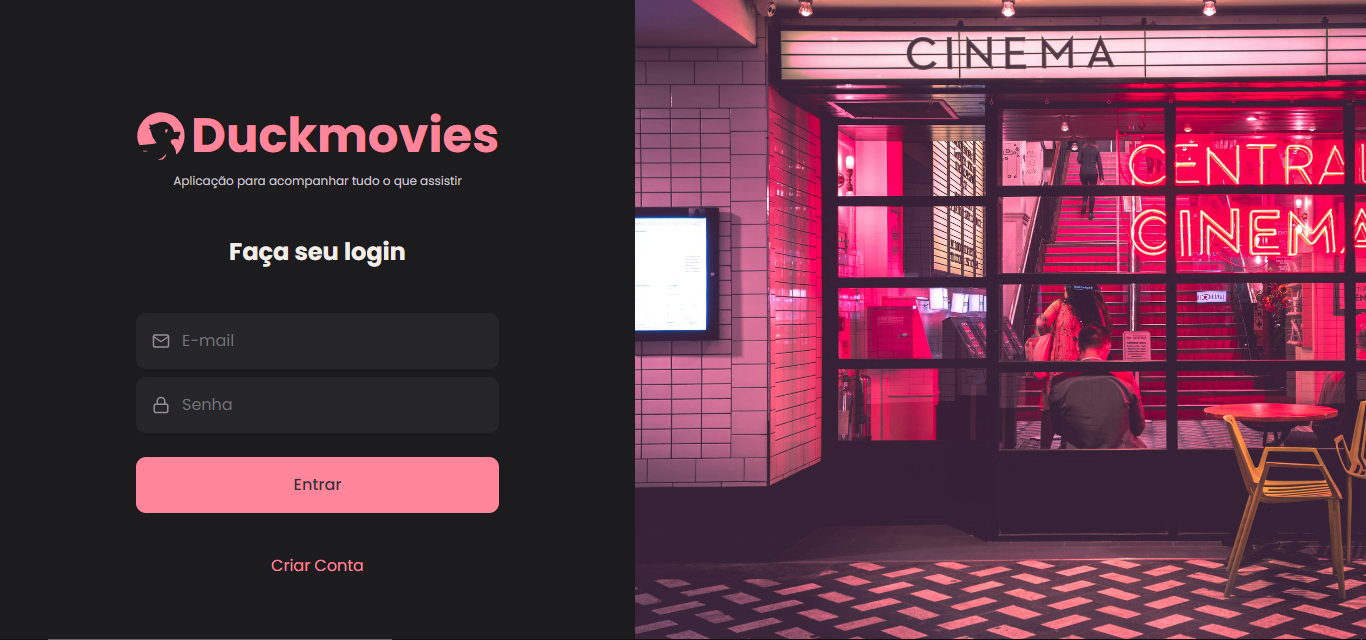 Duckmovies
Aplicação para acompanhar tudo o que assistir
Faça seu login
E-mail
Senha
Entrar
Criar Conta
CINEMA
CENTRAL
CINEMA